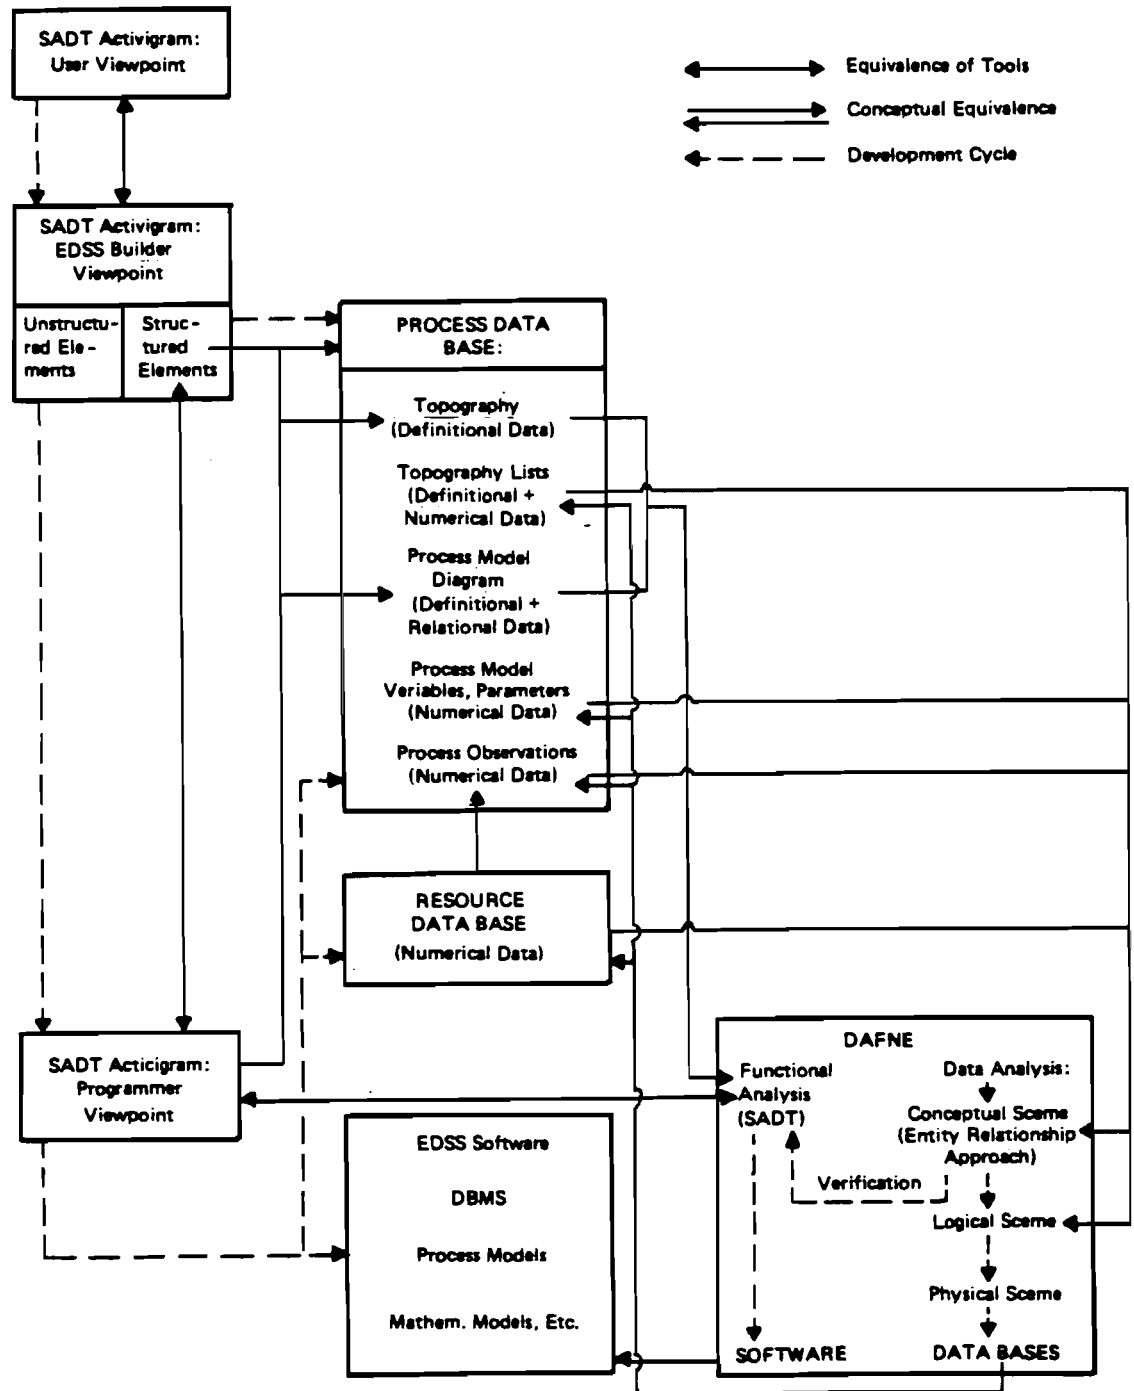 SADT Activigram:
User Viewpoint
Equivalence of Tools
Conceptual Equivalence
Development Cycle
SADT Activigram:
EDSS Builder
Viewpoint
Unstructu-
red Ele-
ments
Struc-
tured
Elements
PROCESS DATA
BASE:
Topography
(Definitional Data)
Topography Lists
(Definitional +
Numerical Data)
Process Model
Diagram
(Definitional +
Relational Data)
Process Model
Veriables, Parameters
(Numerical Data)
Process Observations
(Numerical Data)
RESOURCE
DATA BASE
(Numerical Data)
SADT Acticigram:
Programmer
Viewpoint
EDSS Software
DBMS
Process Models
Mathem. Models, Etc.
DAFNE
Functional
Analysis
(SADT)
Data Analysis:
Conceptual Sceme
(Entity Relationship
Approach)
Verification
Logical Sceme
Physical Sceme
SOFTWARE
DATA BASES